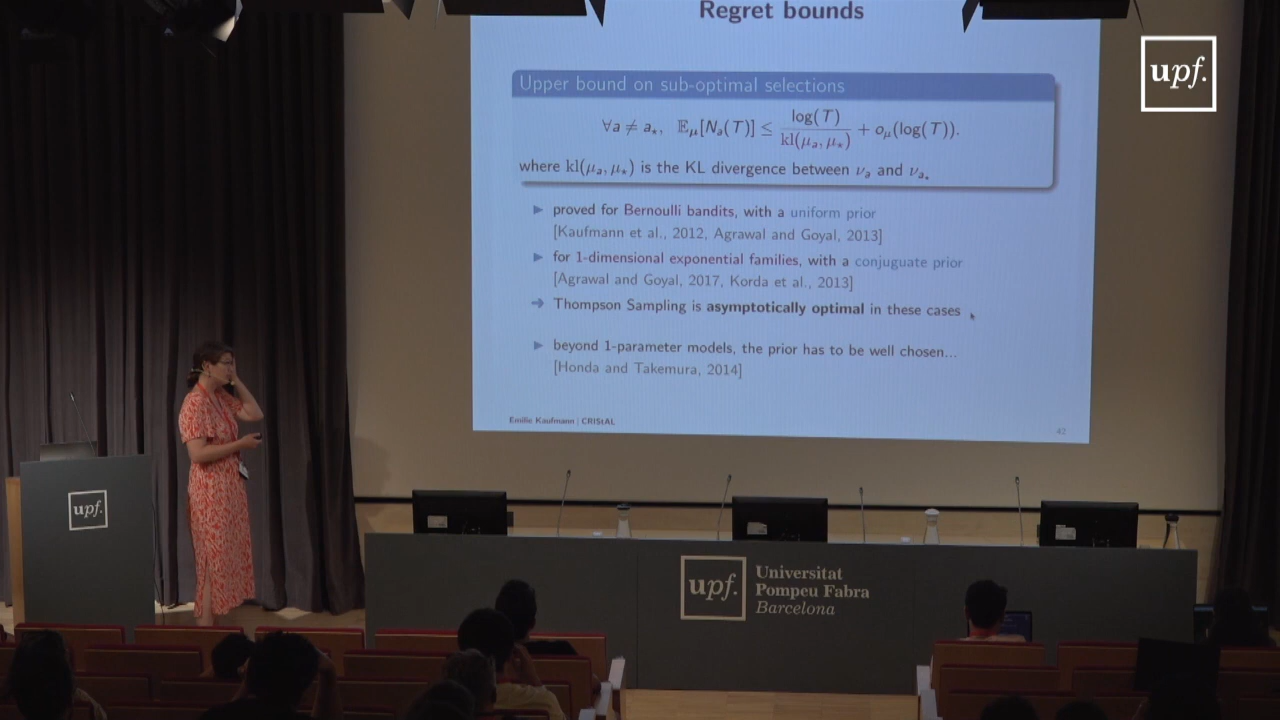 Regret bounds
upf.
Upper bound on sub-optimal selections
∀a ≠ a⋆, 𝔼μ[Na(T)] ≤ log(T) / kl(μa, μ⋆) + oμ(log(T)).
where kl(μa, μ⋆) is the KL divergence between νa and νa⋆
▶ proved for Bernoulli bandits, with a uniform prior
[Kaufmann et al., 2012, Agrawal and Goyal, 2013]
▶ for 1-dimensional exponential families, with a conjuguate prior
[Agrawal and Goyal, 2017, Korda et al., 2013]
➜ Thompson Sampling is asymptotically optimal in these cases
▶ beyond 1-parameter models, the prior has to be well chosen...
[Honda and Takemura, 2014]
Emilie Kaufmann | CRIStAL
42
upf.
upf.
Universitat
Pompeu Fabra
Barcelona